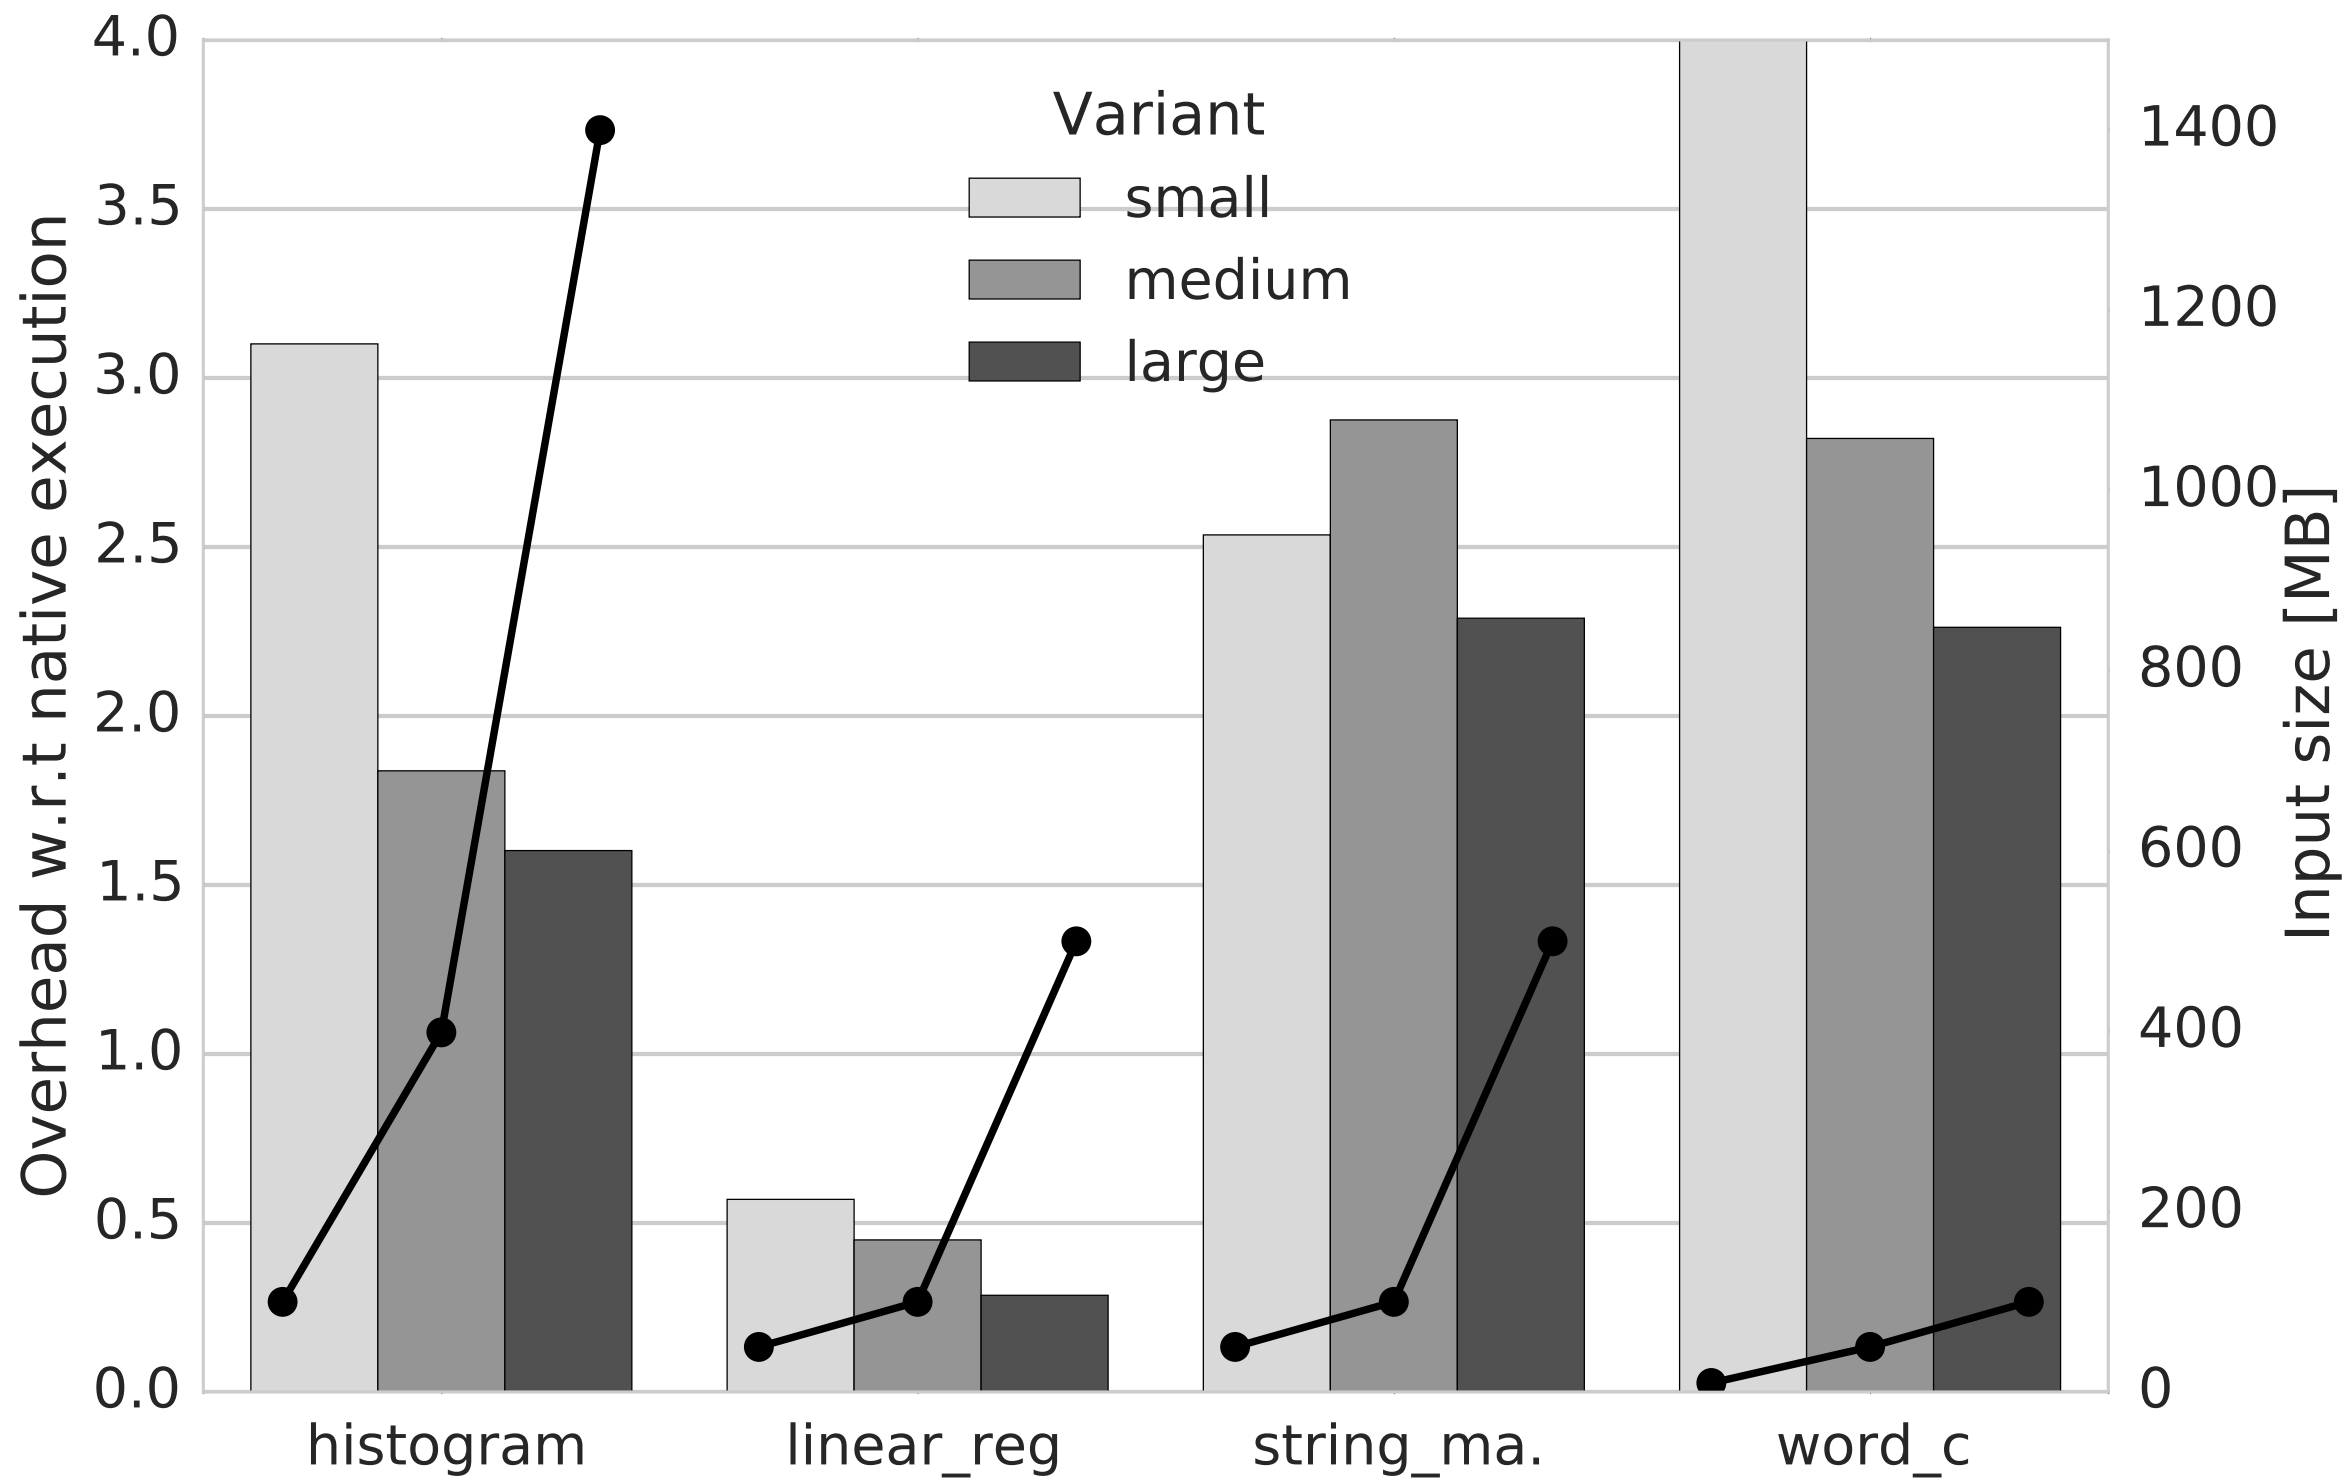 Overhead w.r.t native execution
4.0
3.5
3.0
2.5
2.0
1.5
1.0
0.5
0.0
Variant
small
medium
large
histogram
linear_reg
string_ma.
word_c
1400
1200
1000
800
600
400
200
0
Input size [MB]